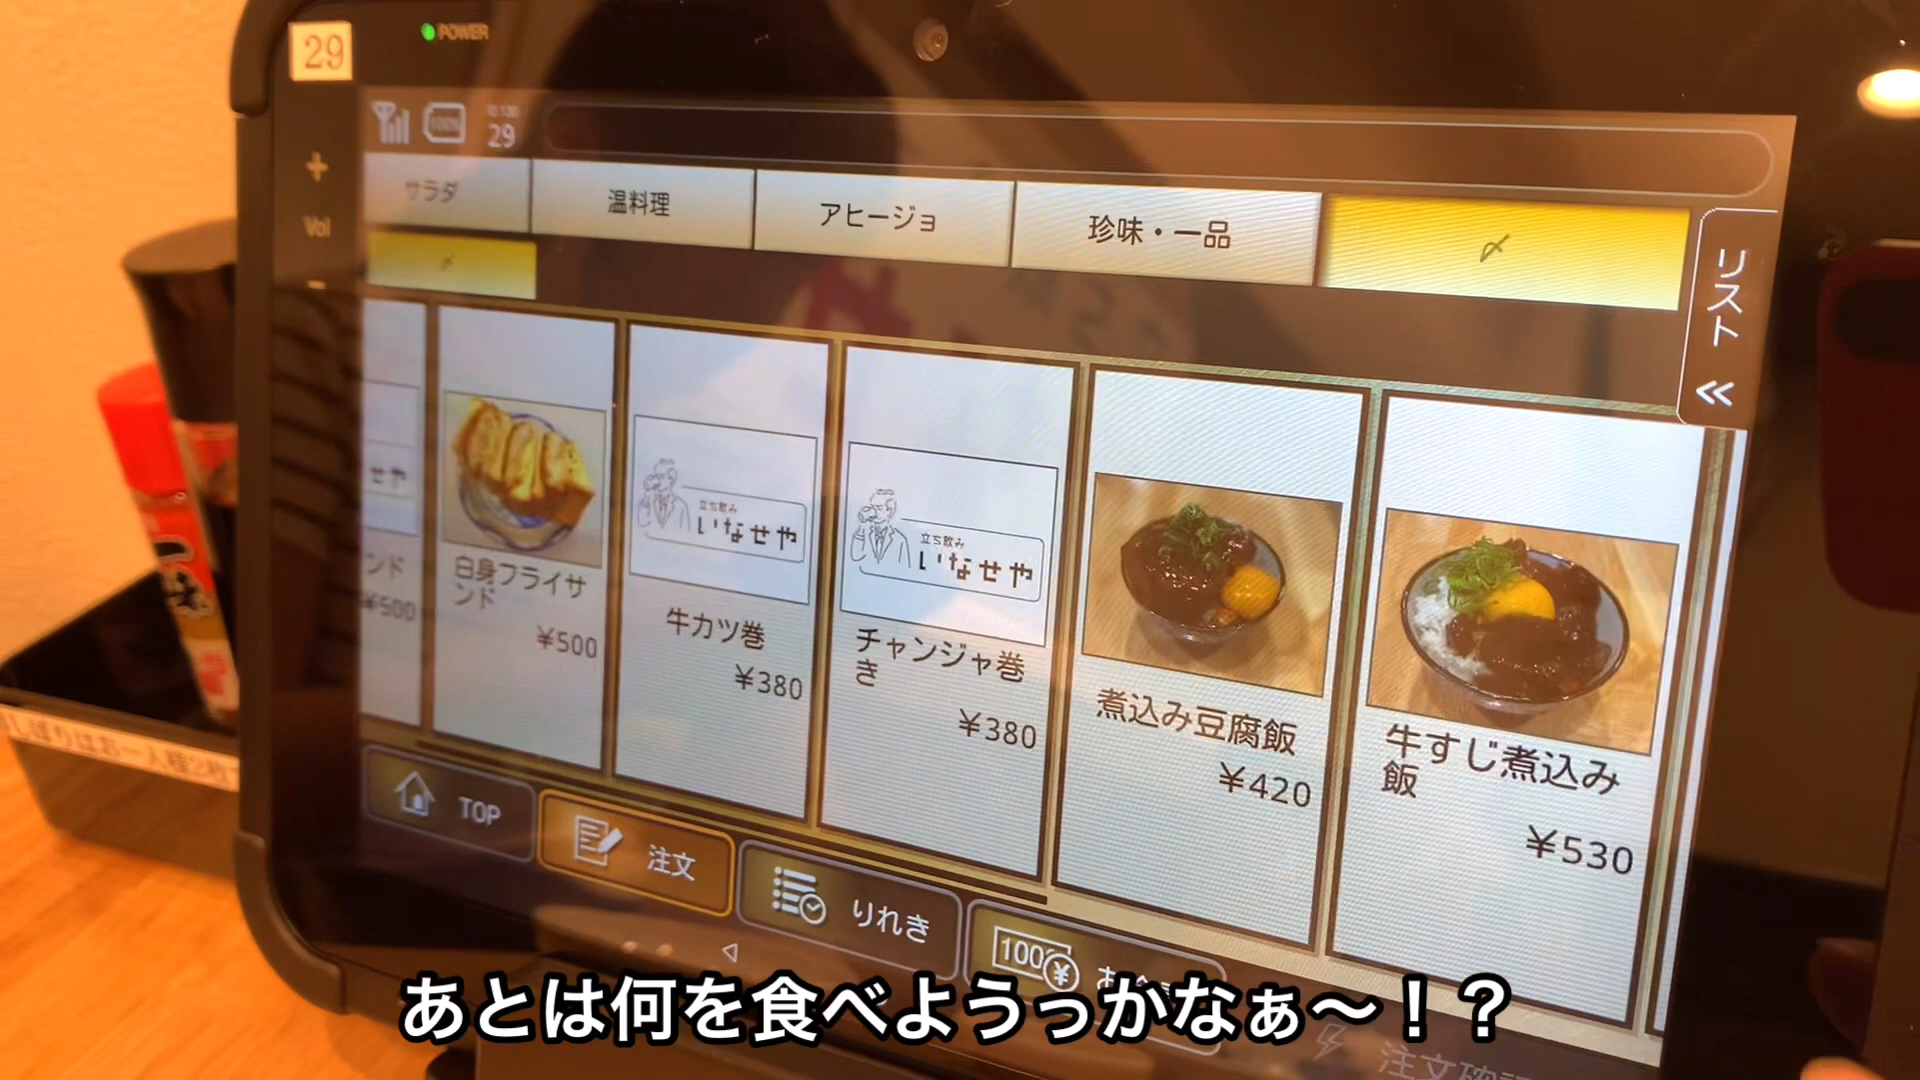 29
POWER
Vol
100%
29
サラダ
温料理
アヒージョ
珍味・一品
〆
〆
リスト
せや
ンド
¥500
白身フライサ
ンド
¥500
立ち飲み
いなせや
牛カツ巻
¥380
立ち飲み
いなせや
チャンジャ巻
き
¥380
煮込み豆腐飯
¥420
牛すじ煮込み
飯
¥530
TOP
注文
りれき
あとは何を食べようっかなぁ〜！？